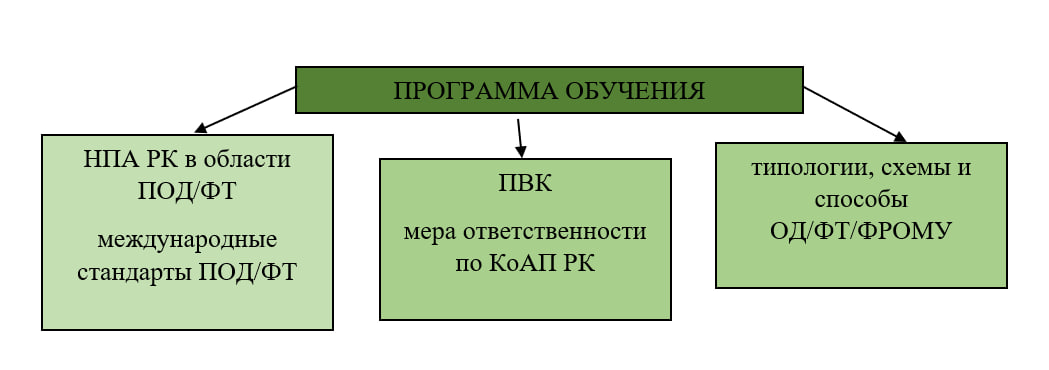 ПРОГРАММА ОБУЧЕНИЯ
НПА РК в области
ПОД/ФТ
международные
стандарты ПОД/ФТ
ПВК
мера ответственности
по КоАП РК
типологии, схемы и
способы
ОД/ФТ/ФРОМУ